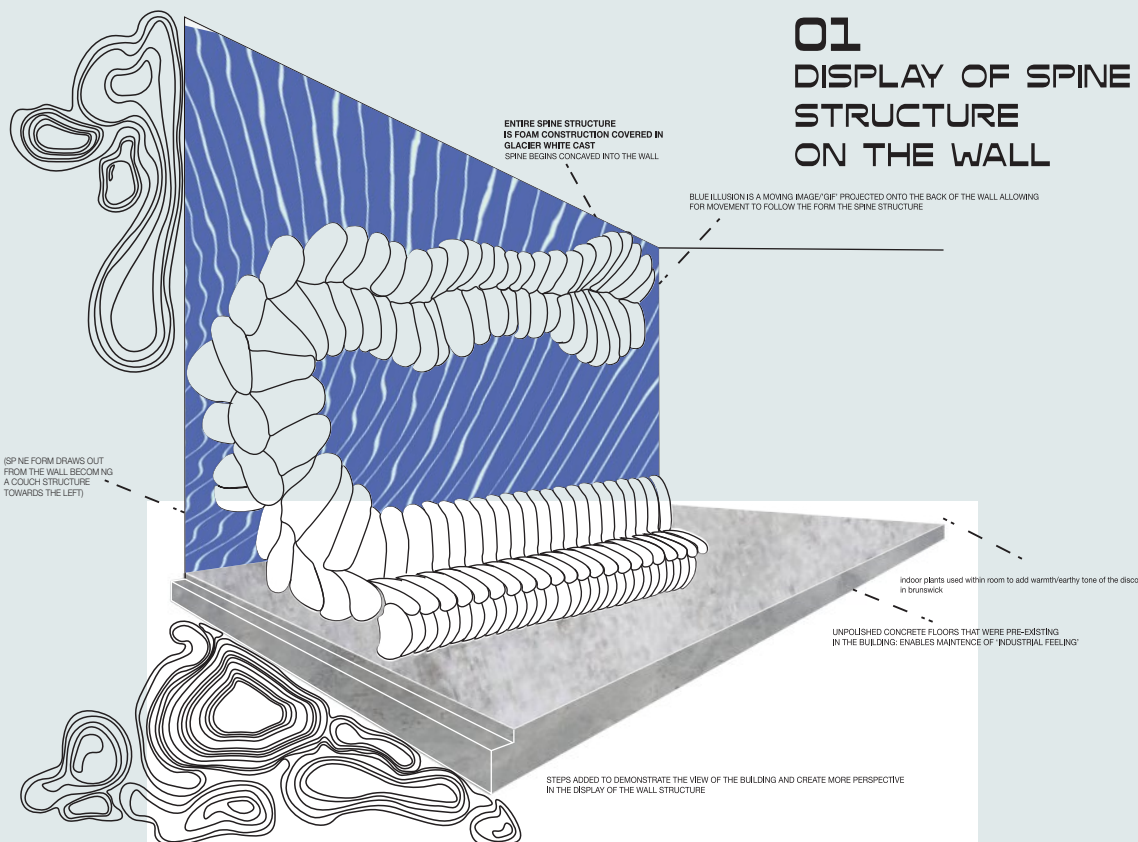 01
DISPLAY OF SPINE
STRUCTURE
ON THE WALL
ENTIRE SPINE STRUCTURE
IS FOAM CONSTRUCTION COVERED IN
GLACIER WHITE CAST
SPINE BEGINS CONCAVED INTO THE WALL
BLUE ILLUSION IS A MOVING IMAGE/'GIF' PROJECTED ONTO THE BACK OF THE WALL ALLOWING
FOR MOVEMENT TO FOLLOW THE FORM THE SPINE STRUCTURE
(SPINE FORM DRAWS OUT
FROM THE WALL BECOMING
A COUCH STRUCTURE
TOWARDS THE LEFT)
indoor plants used within room to add warmth/earthy tone of the disco
in brunswick
UNPOLISHED CONCRETE FLOORS THAT WERE PRE-EXISTING
IN THE BUILDING: ENABLES MAINTENCE OF 'INDUSTRIAL FEELING'
STEPS ADDED TO DEMONSTRATE THE VIEW OF THE BUILDING AND CREATE MORE PERSPECTIVE
IN THE DISPLAY OF THE WALL STRUCTURE